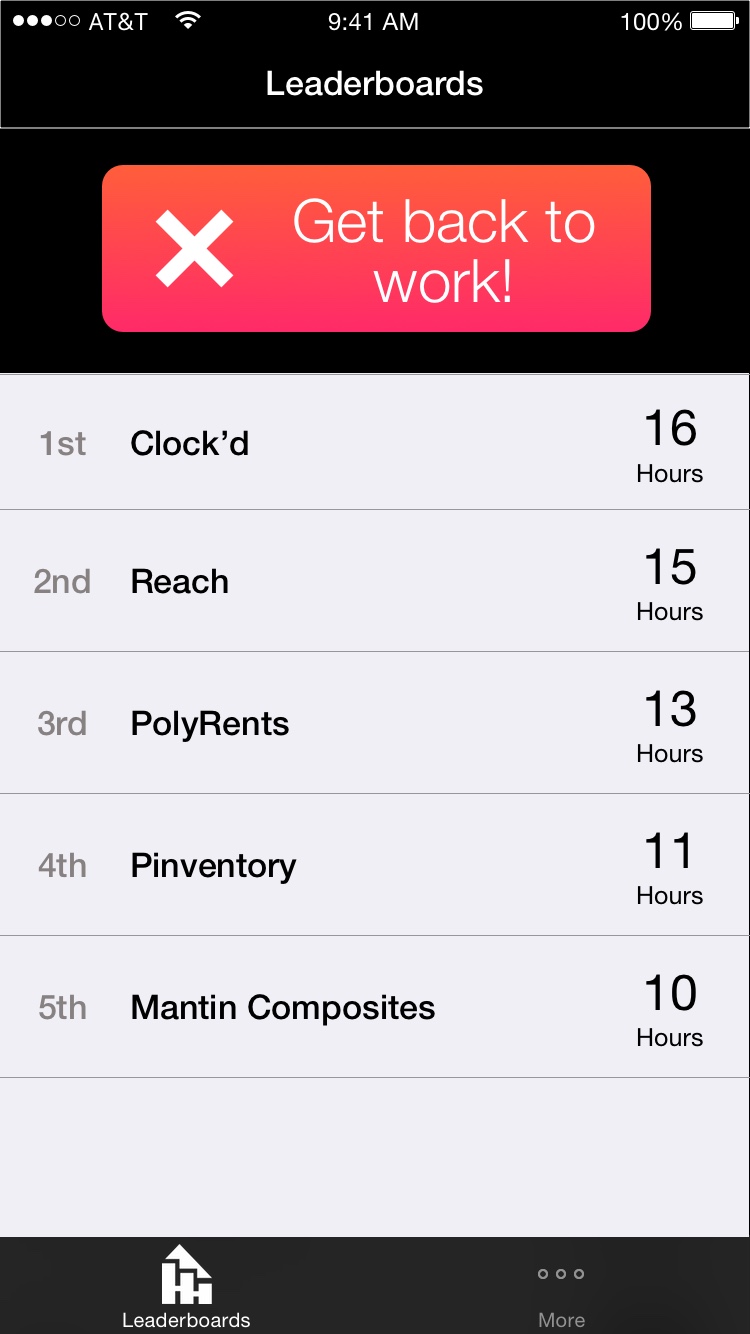 AT&T 9:41 AM 100%
Leaderboards
Get back to
work!
1st Clock’d 16
Hours
2nd Reach 15
Hours
3rd PolyRents 13
Hours
4th Pinventory 11
Hours
5th Mantin Composites 10
Hours
Leaderboards More